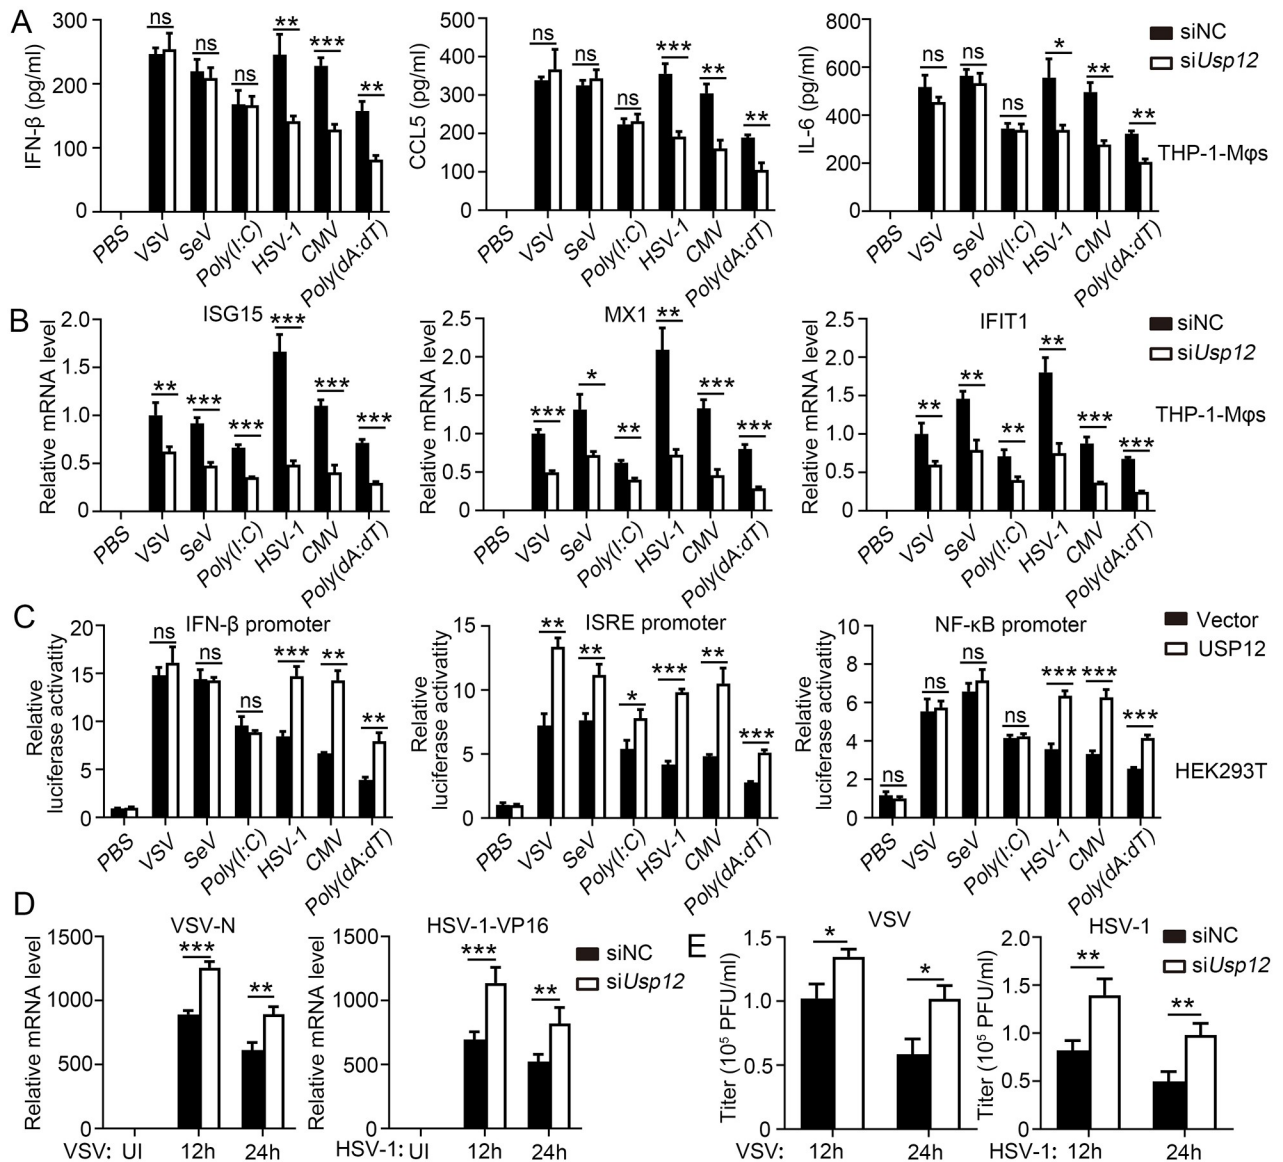 A
IFN-β (pg/ml)
300
200
100
0
ns
ns
ns
**
***
**
PBS
VSV
SeV
Poly(I:C)
HSV-1
CMV
Poly(dA:dT)
CCL5 (pg/ml)
500
400
300
200
100
0
ns
ns
ns
***
**
**
PBS
VSV
SeV
Poly(I:C)
HSV-1
CMV
Poly(dA:dT)
IL-6 (pg/ml)
800
600
400
200
0
ns
ns
ns
*
**
**
PBS
VSV
SeV
Poly(I:C)
HSV-1
CMV
Poly(dA:dT)
siNC
siUsp12
THP-1-Mφs
B
ISG15
Relative mRNA level
2.0
1.5
1.0
0.5
0
**
***
***
***
***
***
PBS
VSV
SeV
Poly(I:C)
HSV-1
CMV
Poly(dA:dT)
MX1
Relative mRNA level
2.5
2.0
1.5
1.0
0.5
0
***
*
**
**
***
***
PBS
VSV
SeV
Poly(I:C)
HSV-1
CMV
Poly(dA:dT)
IFIT1
Relative mRNA level
2.5
2.0
1.5
1.0
0.5
0
**
**
**
**
***
***
PBS
VSV
SeV
Poly(I:C)
HSV-1
CMV
Poly(dA:dT)
siNC
siUsp12
THP-1-Mφs
C
IFN-β promoter
Relative
luciferase activatity
20
15
10
5
0
ns
ns
ns
***
**
**
PBS
VSV
SeV
Poly(I:C)
HSV-1
CMV
Poly(dA:dT)
ISRE promoter
Relative
luciferase activatity
15
10
5
0
**
**
*
***
**
***
PBS
VSV
SeV
Poly(I:C)
HSV-1
CMV
Poly(dA:dT)
NF-κB promoter
Relative
luciferase activatity
10
8
6
4
2
0
ns
ns
ns
ns
***
***
***
PBS
VSV
SeV
Poly(I:C)
HSV-1
CMV
Poly(dA:dT)
Vector
USP12
HEK293T
D
VSV-N
Relative mRNA level
1500
1000
500
0
***
**
VSV: UI 12h 24h
HSV-1-VP16
Relative mRNA level
1500
1000
500
0
***
**
HSV-1: UI 12h 24h
siNC
siUsp12
E
VSV
Titer (10⁵ PFU/ml)
1.5
1.0
0.5
0
*
*
VSV: 12h 24h
HSV-1
Titer (10⁵ PFU/ml)
2.0
1.5
1.0
0.5
0
**
**
HSV-1: 12h 24h
siNC
siUsp12